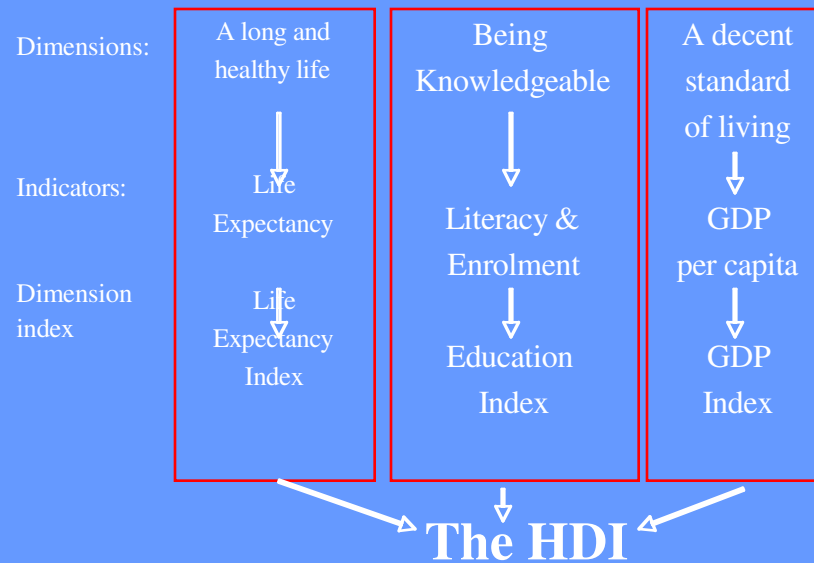 Dimensions:
A long and
healthy life
Being
Knowledgeable
A decent
standard
of living
Indicators:
Life
Expectancy
Literacy &
Enrolment
GDP
per capita
Dimension
index
Life
Expectancy
Index
Education
Index
GDP
Index
The HDI